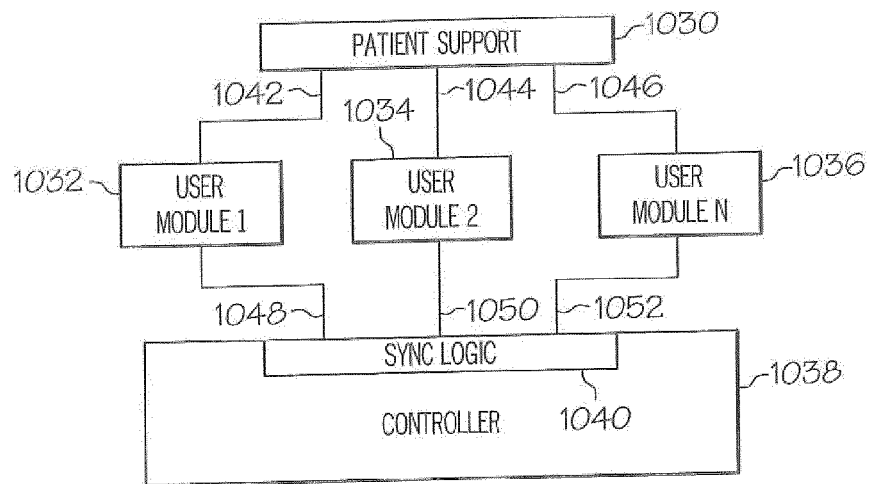 PATIENT SUPPORT
1030
1042
1044
1046
1034
1032
USER
MODULE 1
USER
MODULE 2
USER
MODULE N
1036
1048
1050
1052
SYNC LOGIC
1038
1040
CONTROLLER